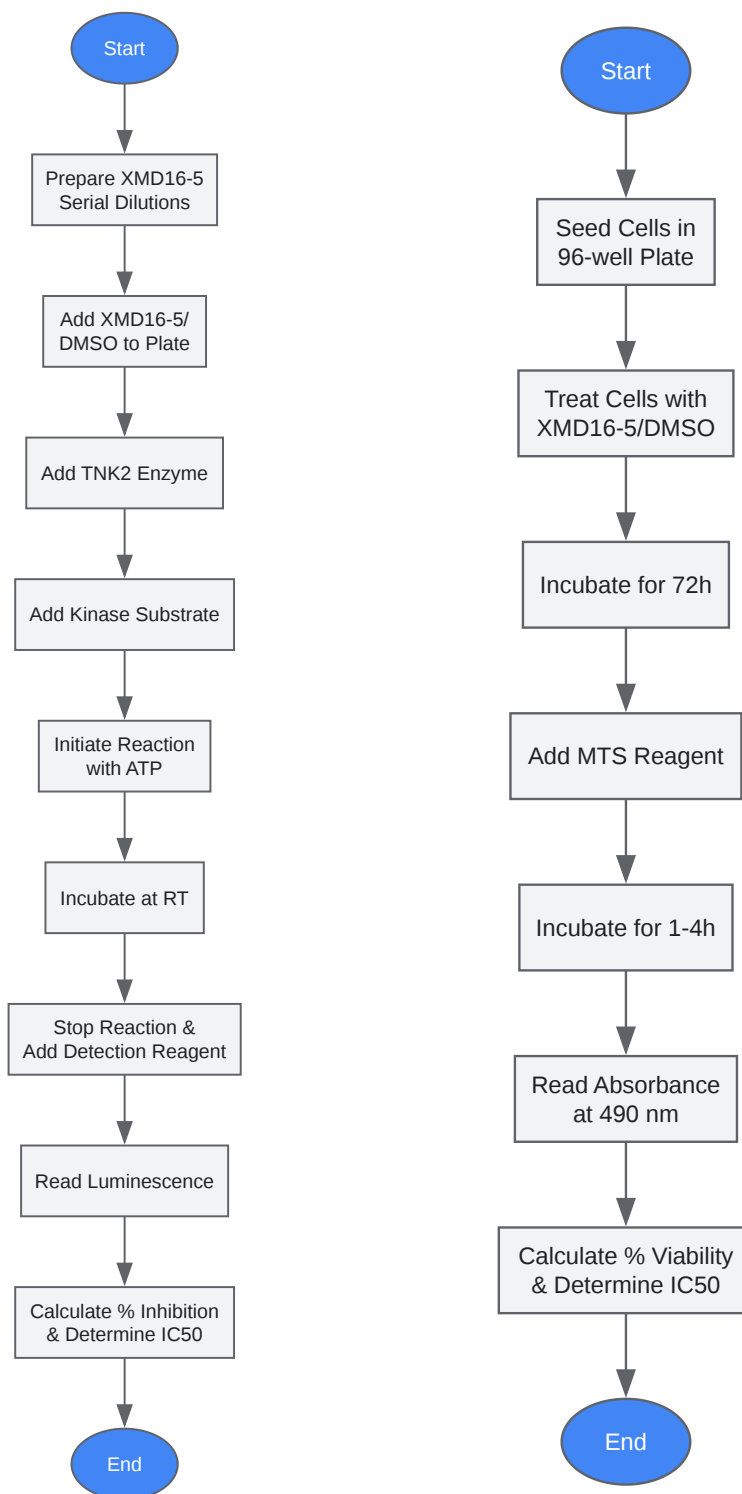 Start
Prepare XMD16-5
Serial Dilutions
Add XMD16-5/
DMSO to Plate
Add TNK2 Enzyme
Add Kinase Substrate
Initiate Reaction
with ATP
Incubate at RT
Stop Reaction &
Add Detection Reagent
Read Luminescence
Calculate % Inhibition
& Determine IC50
End
Start
Seed Cells in
96-well Plate
Treat Cells with
XMD16-5/DMSO
Incubate for 72h
Add MTS Reagent
Incubate for 1-4h
Read Absorbance
at 490 nm
Calculate % Viability
& Determine IC50
End